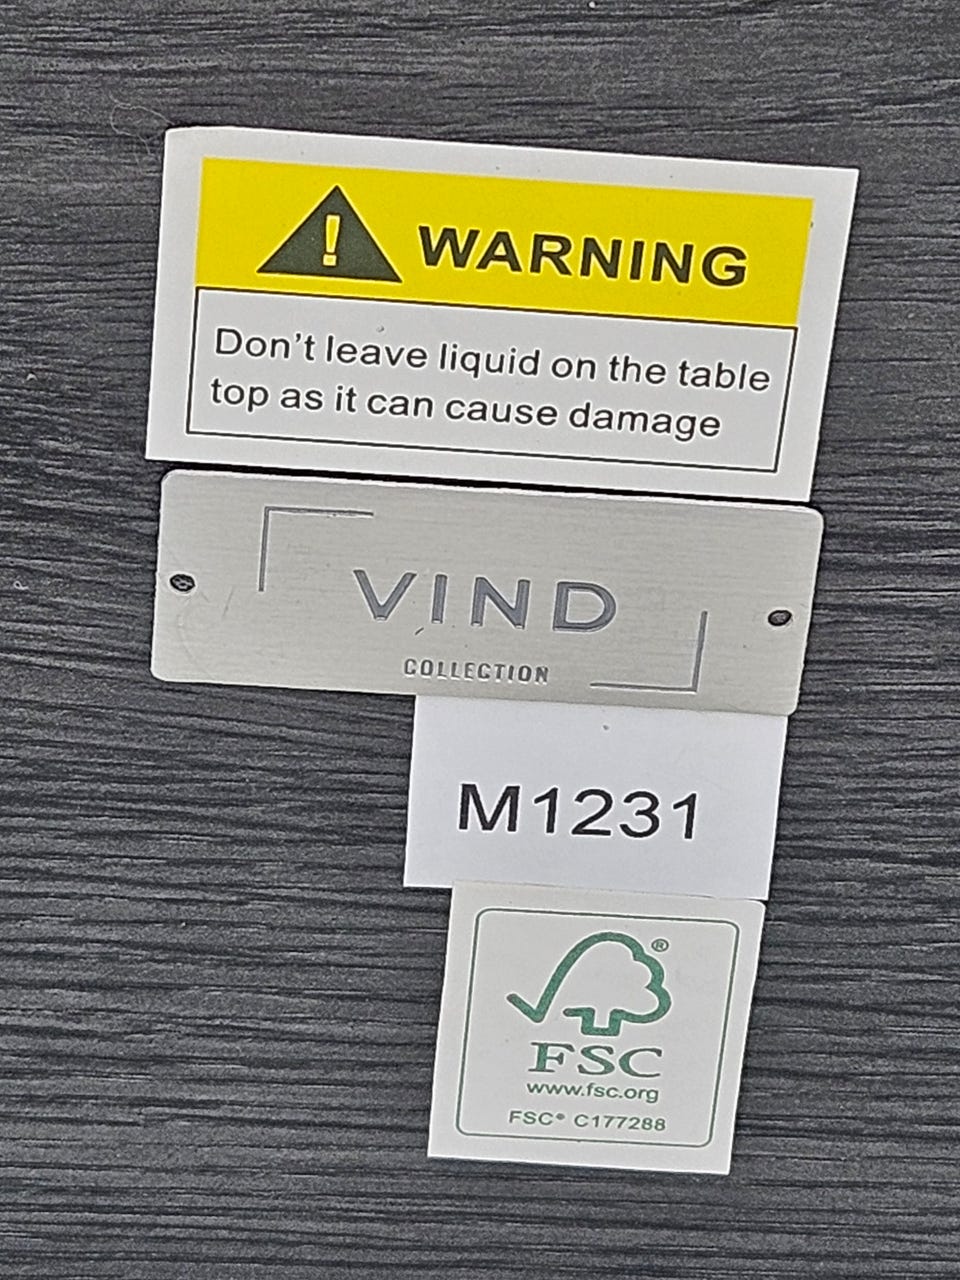 WARNING
Don't leave liquid on the table
top as it can cause damage
VIND
COLLECTION
M1231
®
FSC
www.fsc.org
FSC® C177288